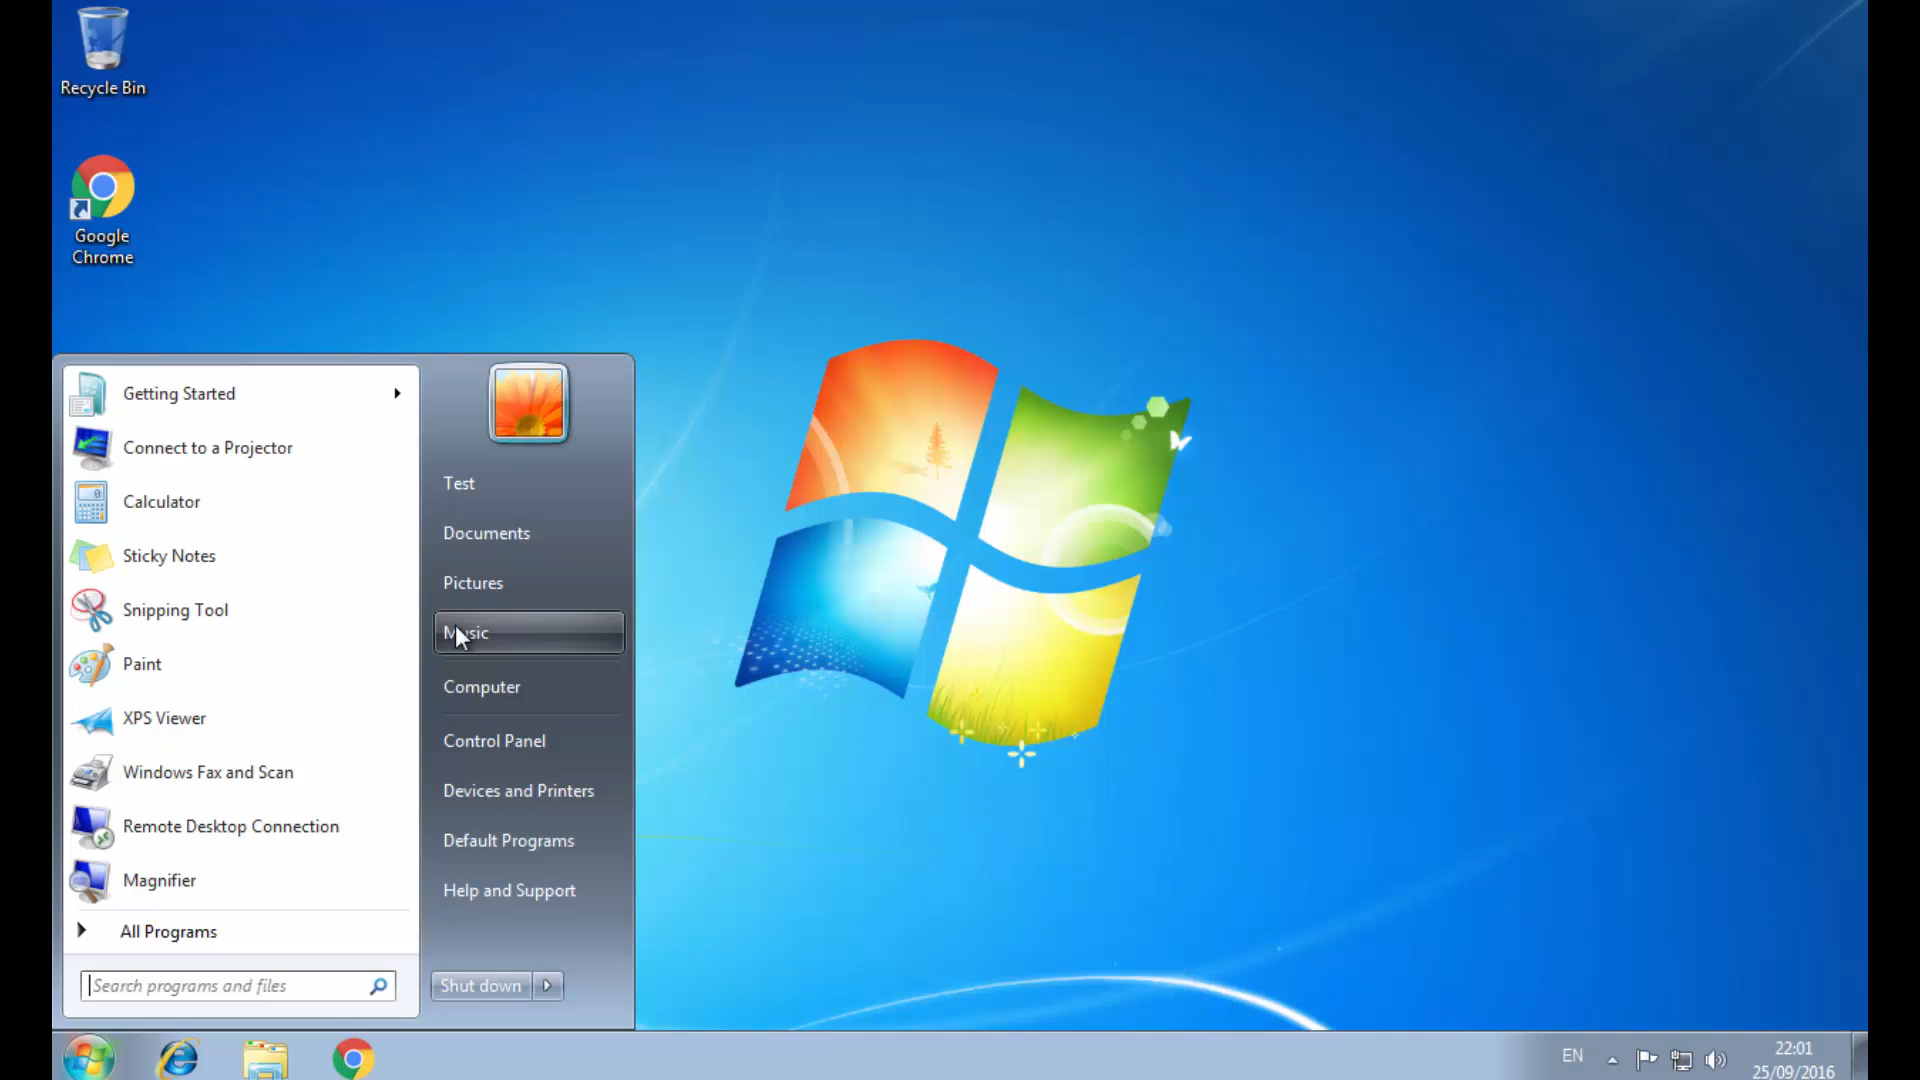 Recycle Bin
Google
Chrome
Getting Started
Connect to a Projector
Calculator
Sticky Notes
Snipping Tool
Paint
XPS Viewer
Windows Fax and Scan
Remote Desktop Connection
Magnifier
All Programs
Search programs and files
Test
Documents
Pictures
Music
Computer
Control Panel
Devices and Printers
Default Programs
Help and Support
Shut down
EN
22:01
25/09/2016